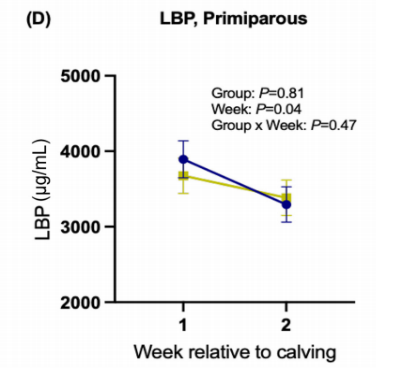 (D)
LBP, Primiparous
Group: P=0.81
Week: P=0.04
Group x Week: P=0.47
LBP (µg/mL)
5000
4000
3000
2000
1 2
Week relative to calving